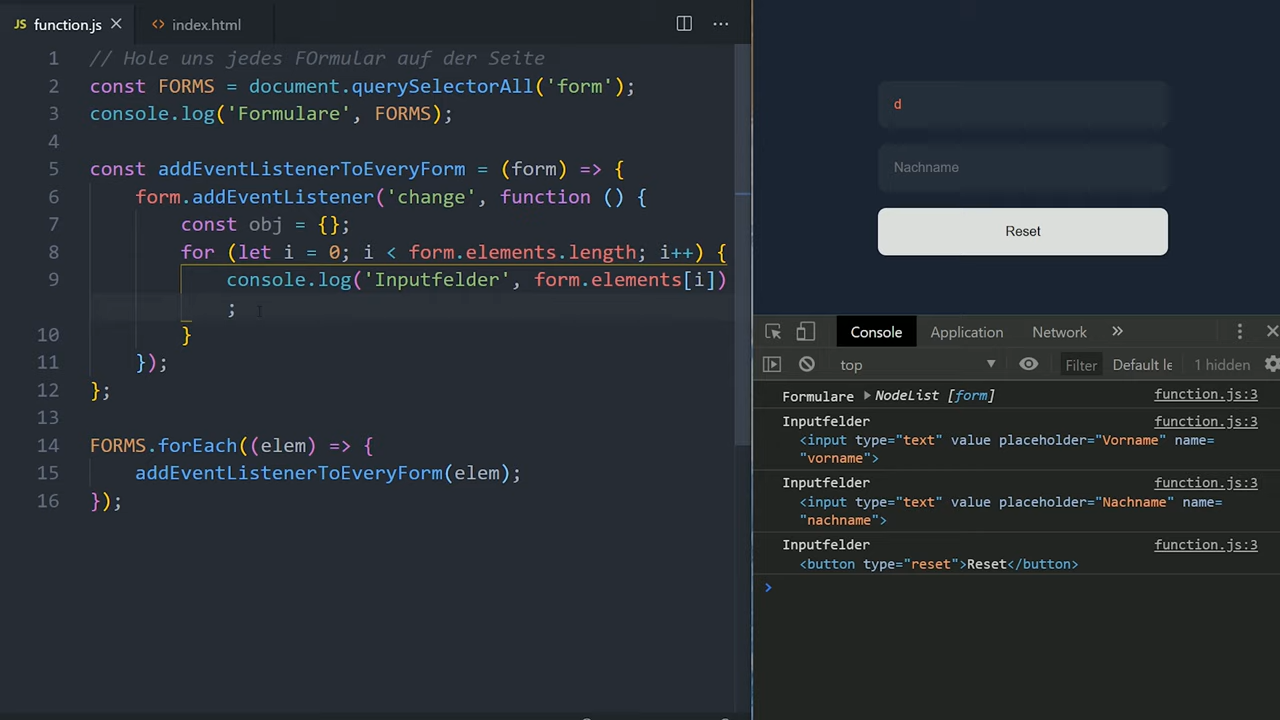 JS function.js × <> index.html ···
1 // Hole uns jedes FOrmular auf der Seite
2 const FORMS = document.querySelectorAll('form');
3 console.log('Formulare', FORMS);
4
5 const addEventListenerToEveryForm = (form) => {
6 form.addEventListener('change', function () {
7 const obj = {};
8 for (let i = 0; i < form.elements.length; i++) {
9 console.log('Inputfelder', form.elements[i])
;
10 }
11 });
12 };
13
14 FORMS.forEach((elem) => {
15 addEventListenerToEveryForm(elem);
16 });
d
Nachname
Reset
Console Application Network »
top Filter Default le 1 hidden
Formulare ▶ NodeList [form] function.js:3
Inputfelder function.js:3
<input type="text" value placeholder="Vorname" name=
"vorname">
Inputfelder function.js:3
<input type="text" value placeholder="Nachname" name=
"nachname">
Inputfelder function.js:3
<button type="reset">Reset</button>
>